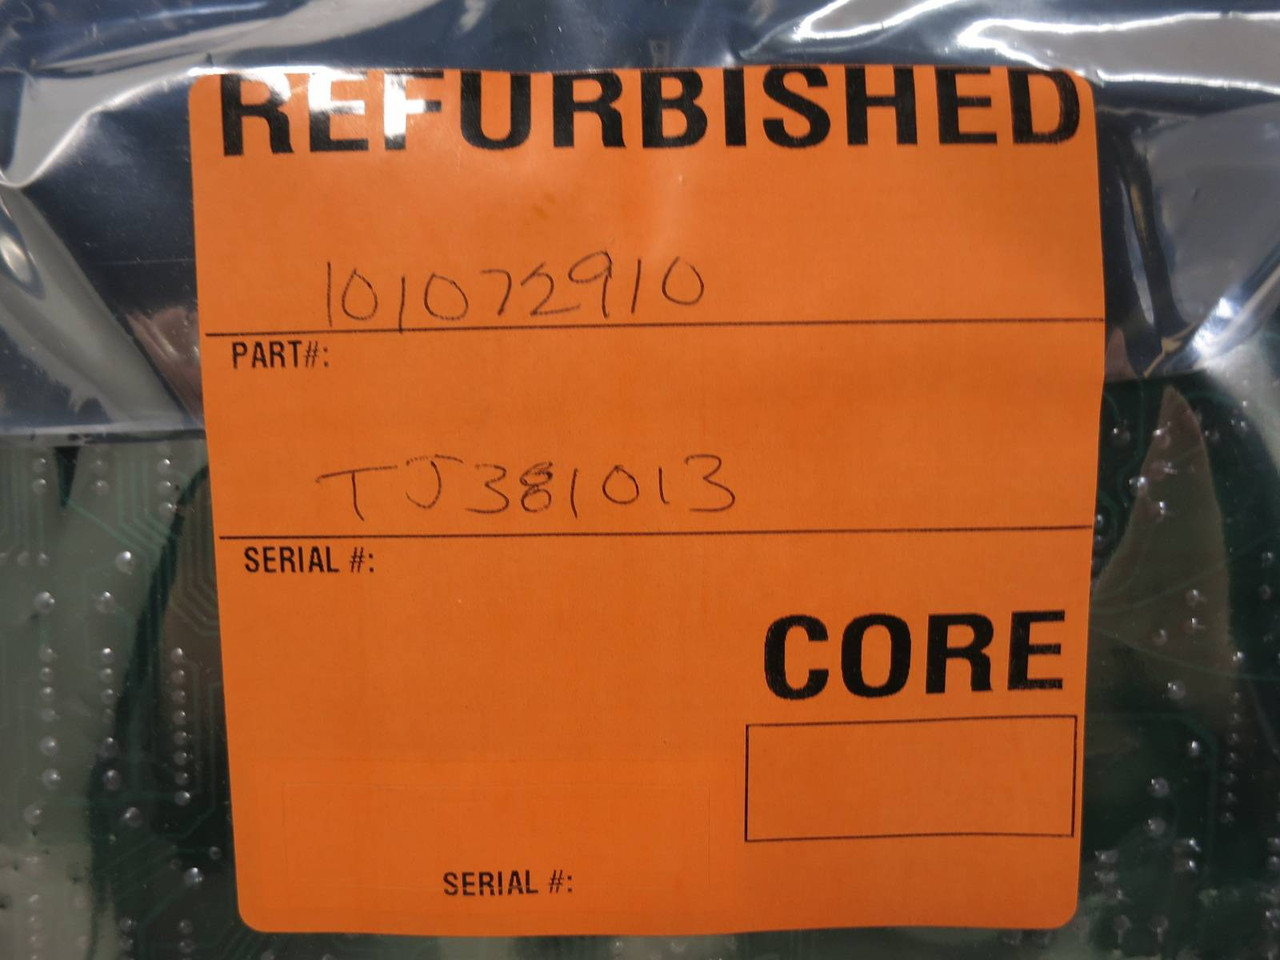 REFURBISHED
101072910
PART#:
TJ381013
SERIAL #:
CORE
SERIAL #: